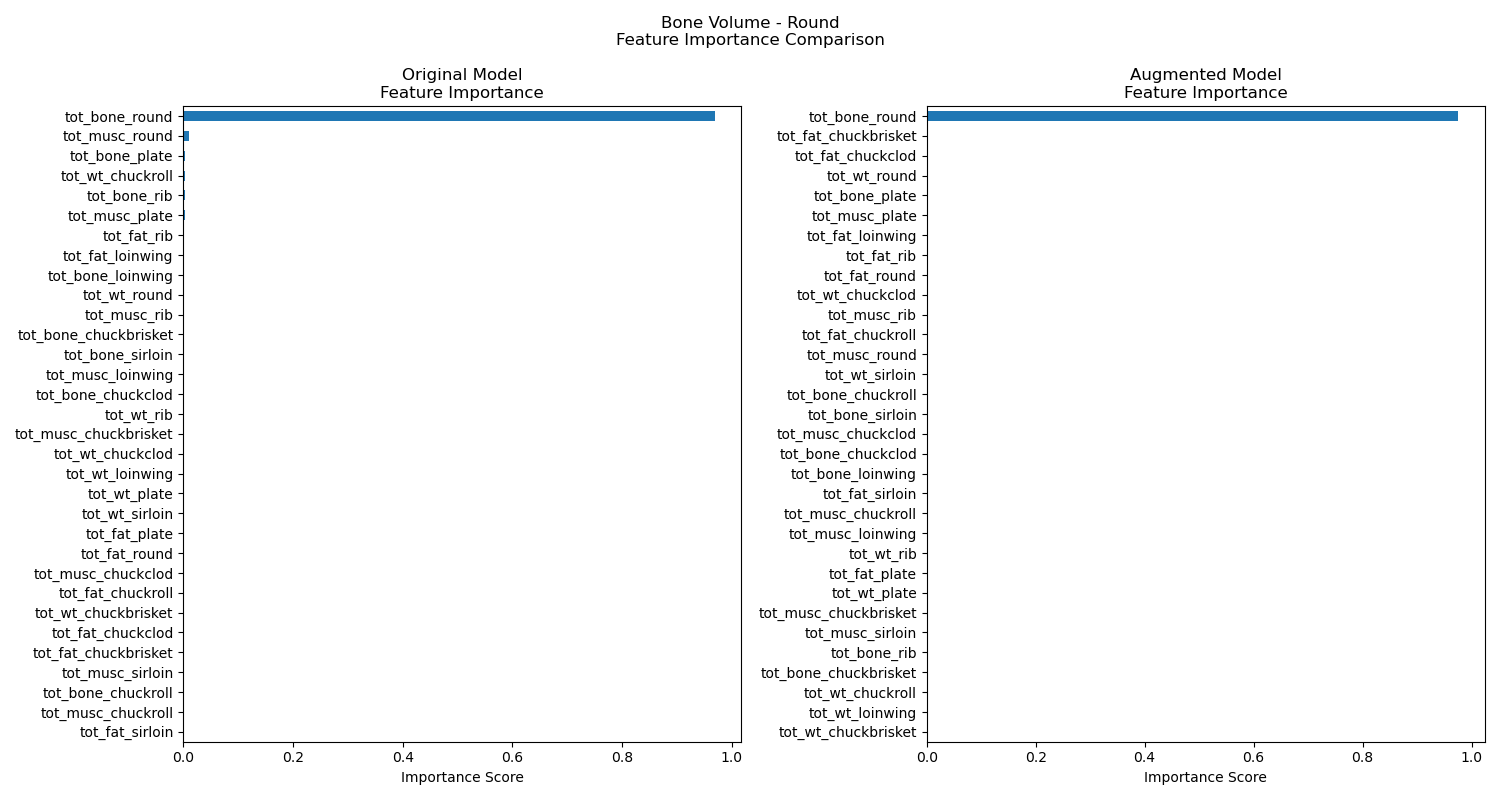 Bone Volume - Round
Feature Importance Comparison
Original Model
Feature Importance
tot_bone_round
tot_musc_round
tot_bone_plate
tot_wt_chuckroll
tot_bone_rib
tot_musc_plate
tot_fat_rib
tot_fat_loinwing
tot_bone_loinwing
tot_wt_round
tot_musc_rib
tot_bone_chuckbrisket
tot_bone_sirloin
tot_musc_loinwing
tot_bone_chuckclod
tot_wt_rib
tot_musc_chuckbrisket
tot_wt_chuckclod
tot_wt_loinwing
tot_wt_plate
tot_wt_sirloin
tot_fat_plate
tot_fat_round
tot_musc_chuckclod
tot_fat_chuckroll
tot_wt_chuckbrisket
tot_fat_chuckclod
tot_fat_chuckbrisket
tot_musc_sirloin
tot_bone_chuckroll
tot_musc_chuckroll
tot_fat_sirloin
0.0 0.2 0.4 0.6 0.8 1.0
Importance Score
Augmented Model
Feature Importance
tot_bone_round
tot_fat_chuckbrisket
tot_fat_chuckclod
tot_wt_round
tot_bone_plate
tot_musc_plate
tot_fat_loinwing
tot_fat_rib
tot_fat_round
tot_wt_chuckclod
tot_musc_rib
tot_fat_chuckroll
tot_musc_round
tot_wt_sirloin
tot_bone_chuckroll
tot_bone_sirloin
tot_musc_chuckclod
tot_bone_chuckclod
tot_bone_loinwing
tot_fat_sirloin
tot_musc_chuckroll
tot_musc_loinwing
tot_wt_rib
tot_fat_plate
tot_wt_plate
tot_musc_chuckbrisket
tot_musc_sirloin
tot_bone_rib
tot_bone_chuckbrisket
tot_wt_chuckroll
tot_wt_loinwing
tot_wt_chuckbrisket
0.0 0.2 0.4 0.6 0.8 1.0
Importance Score